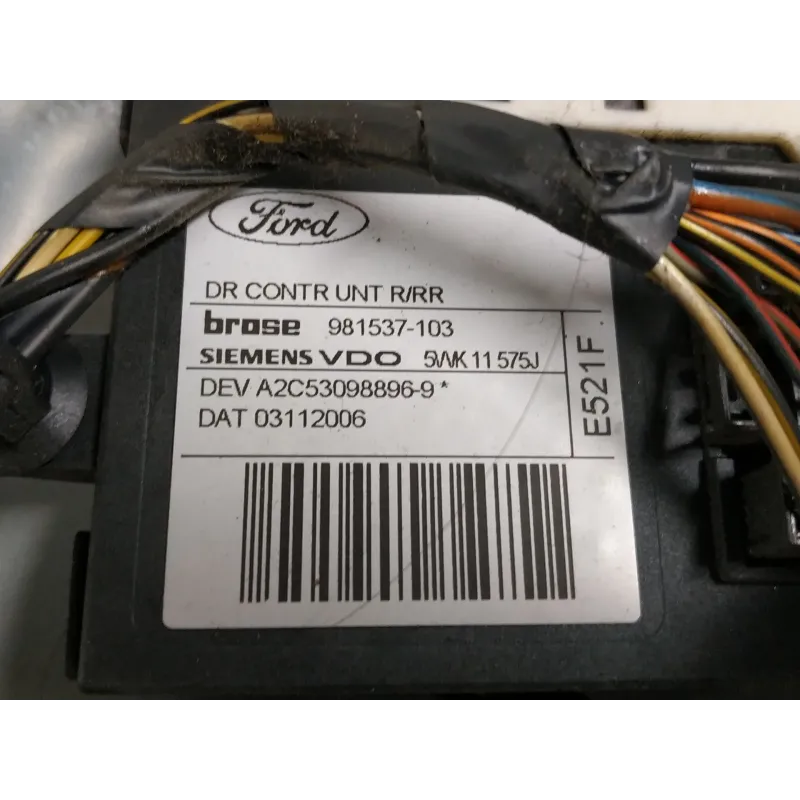 Ford
DR CONTR UNT R/RR
brose 981537-103
SIEMENS VDO 5WK11575J
DEV A2C53098896-9*
DAT 03112006
E521F